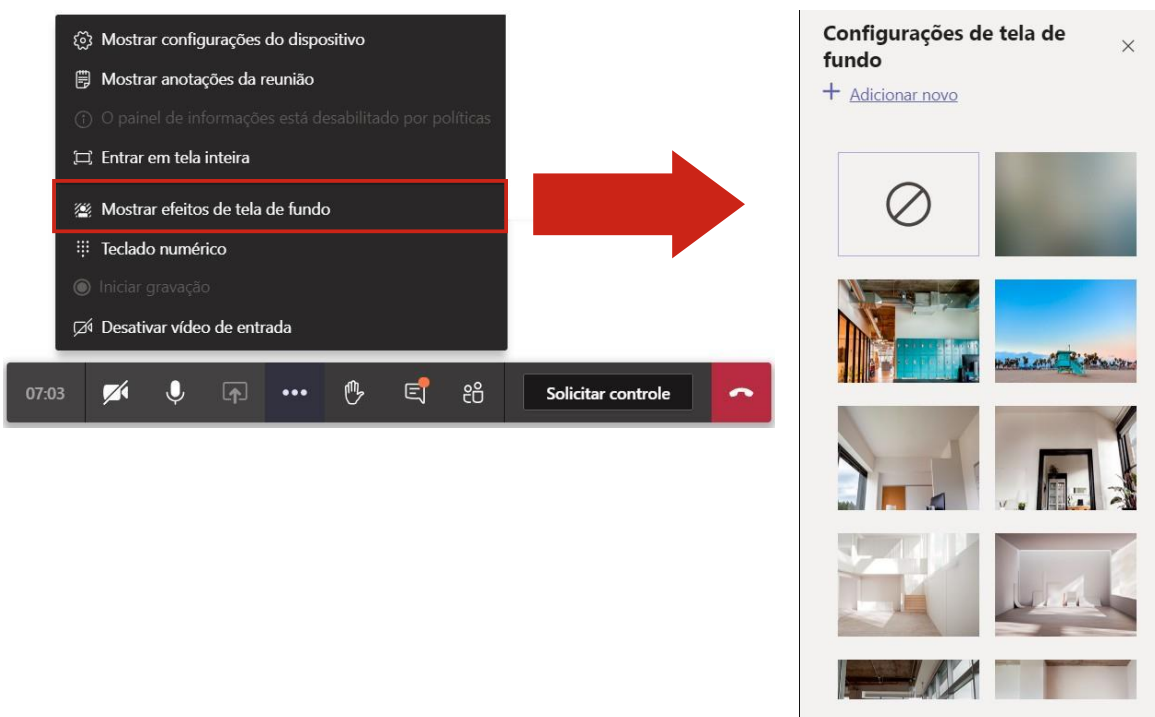 Mostrar configurações do dispositivo
Mostrar anotações da reunião
O painel de informações está desabilitado por políticas
Entrar em tela inteira
Mostrar efeitos de tela de fundo
Teclado numérico
Iniciar gravação
Desativar vídeo de entrada
07:03
Solicitar controle
Configurações de tela de
fundo
Adicionar novo